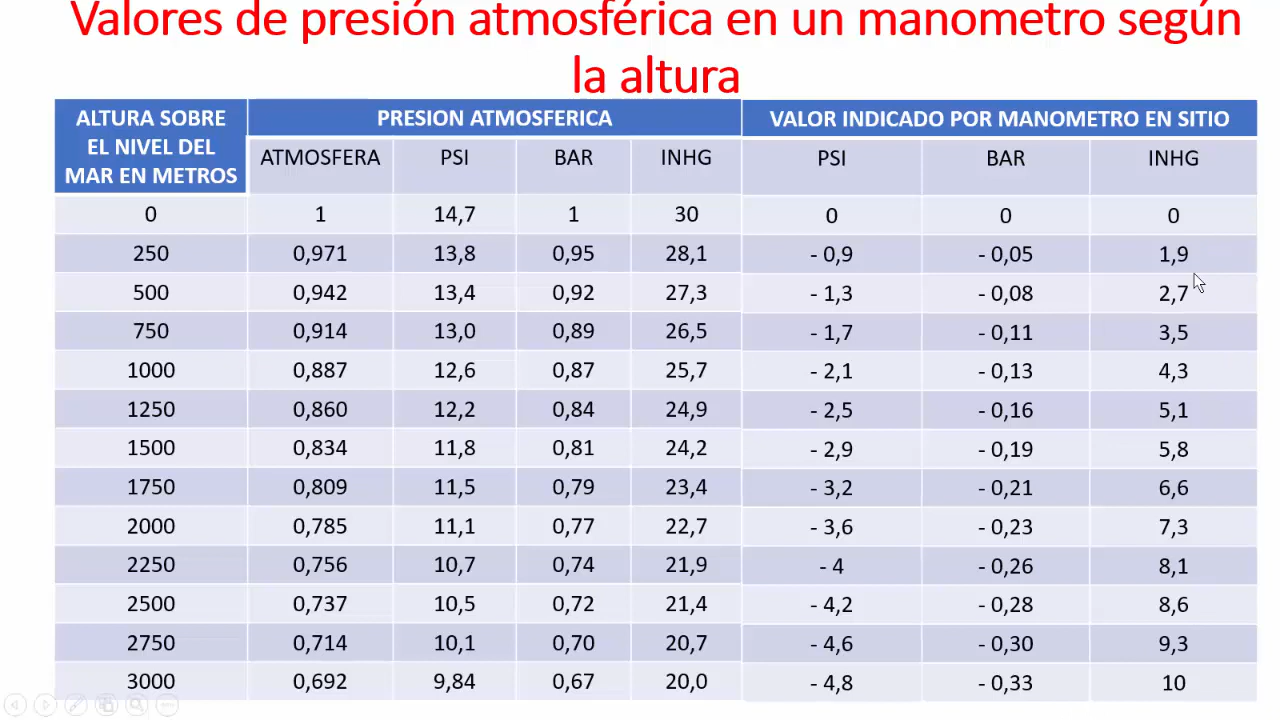 Valores de presión atmosférica en un manometro según
la altura
ALTURA SOBRE
EL NIVEL DEL
MAR EN METROS
PRESION ATMOSFERICA
VALOR INDICADO POR MANOMETRO EN SITIO
ATMOSFERA PSI BAR INHG PSI BAR INHG
0 1 14,7 1 30 0 0 0
250 0,971 13,8 0,95 28,1 - 0,9 - 0,05 1,9
500 0,942 13,4 0,92 27,3 - 1,3 - 0,08 2,7
750 0,914 13,0 0,89 26,5 - 1,7 - 0,11 3,5
1000 0,887 12,6 0,87 25,7 - 2,1 - 0,13 4,3
1250 0,860 12,2 0,84 24,9 - 2,5 - 0,16 5,1
1500 0,834 11,8 0,81 24,2 - 2,9 - 0,19 5,8
1750 0,809 11,5 0,79 23,4 - 3,2 - 0,21 6,6
2000 0,785 11,1 0,77 22,7 - 3,6 - 0,23 7,3
2250 0,756 10,7 0,74 21,9 - 4 - 0,26 8,1
2500 0,737 10,5 0,72 21,4 - 4,2 - 0,28 8,6
2750 0,714 10,1 0,70 20,7 - 4,6 - 0,30 9,3
3000 0,692 9,84 0,67 20,0 - 4,8 - 0,33 10